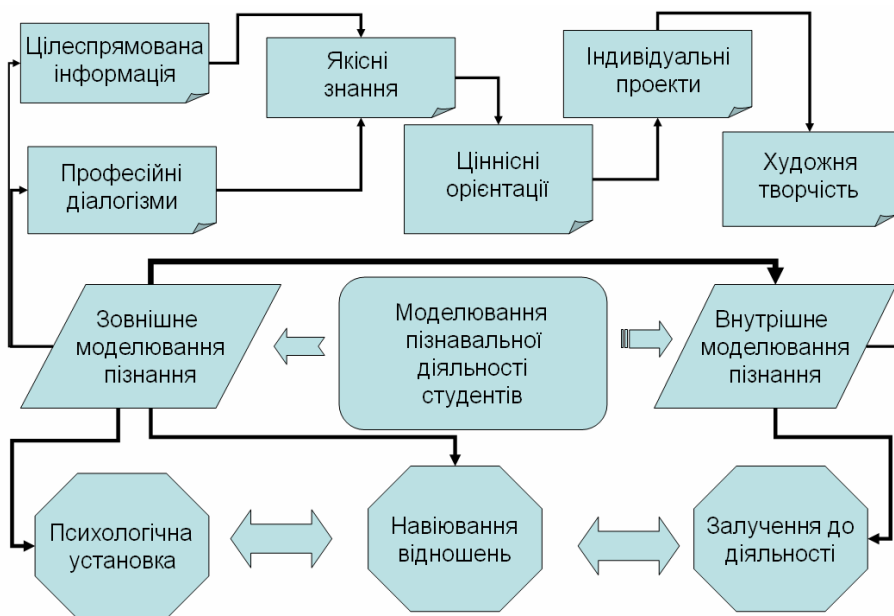 Цілеспрямована
інформація
Якісні
знання
Індивідуальні
проекти
Професійні
діалогізми
Ціннісні
орієнтації
Художня
творчість
Зовнішнє
моделювання
пізнання
Моделювання
пізнавальної
діяльності
студентів
Внутрішнє
моделювання
пізнання
Психологічна
установка
Навіювання
відношень
Залучення до
діяльності